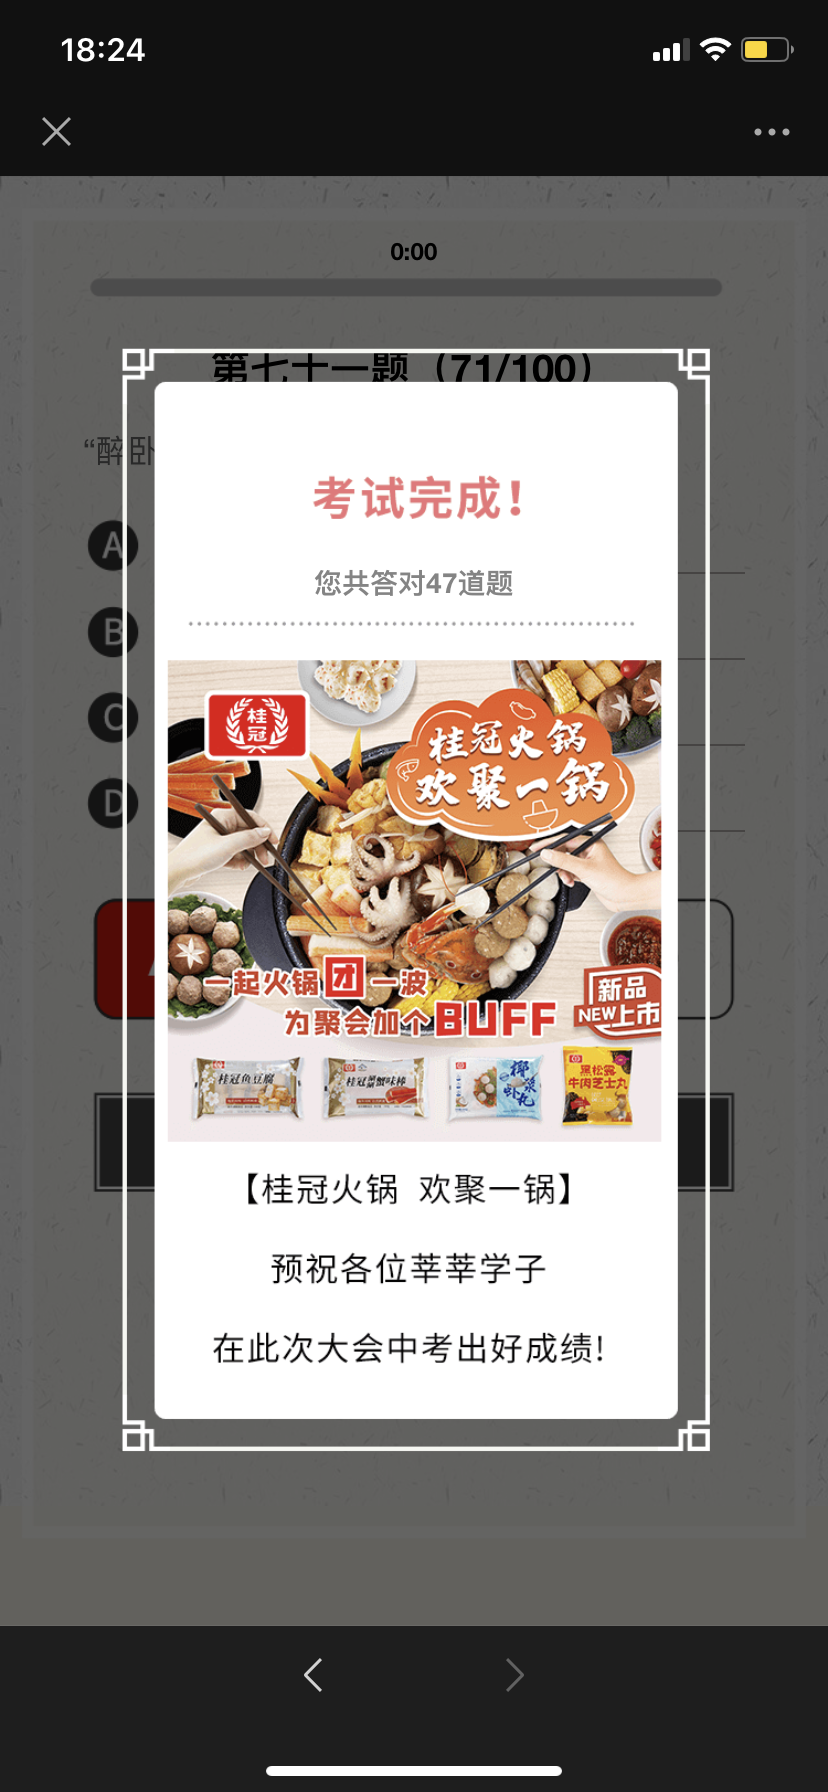 18:24
0:00
第七十一题（71/100）
“醉卧
A
B
C
D
考试完成！
您共答对47道题
桂
冠
桂冠火锅
欢聚一锅
一起火锅团一波
为聚会加个BUFF
新品
NEW上市
桂冠鱼豆腐
桂冠蟹味棒
椰浆
虾丸
黑松露
牛肉芝士丸
【桂冠火锅 欢聚一锅】
预祝各位莘莘学子
在此次大会中考出好成绩!